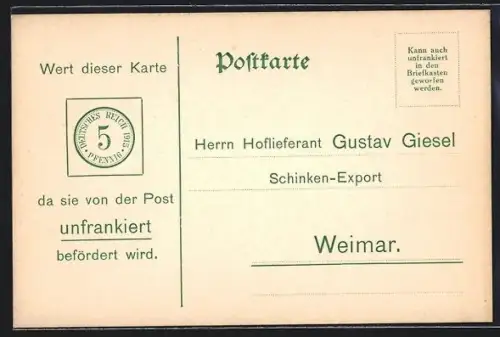 Wert dieser Karte
DEUTSCHES REICH 1913
5
PFENNIG
da sie von der Post
unfrankiert
befördert wird.
Postkarte
Kann auch
unfrankiert
in den
Briefkasten
geworfen
werden.
Herrn Hoflieferant Gustav Giesel
Schinken-Export
Weimar.